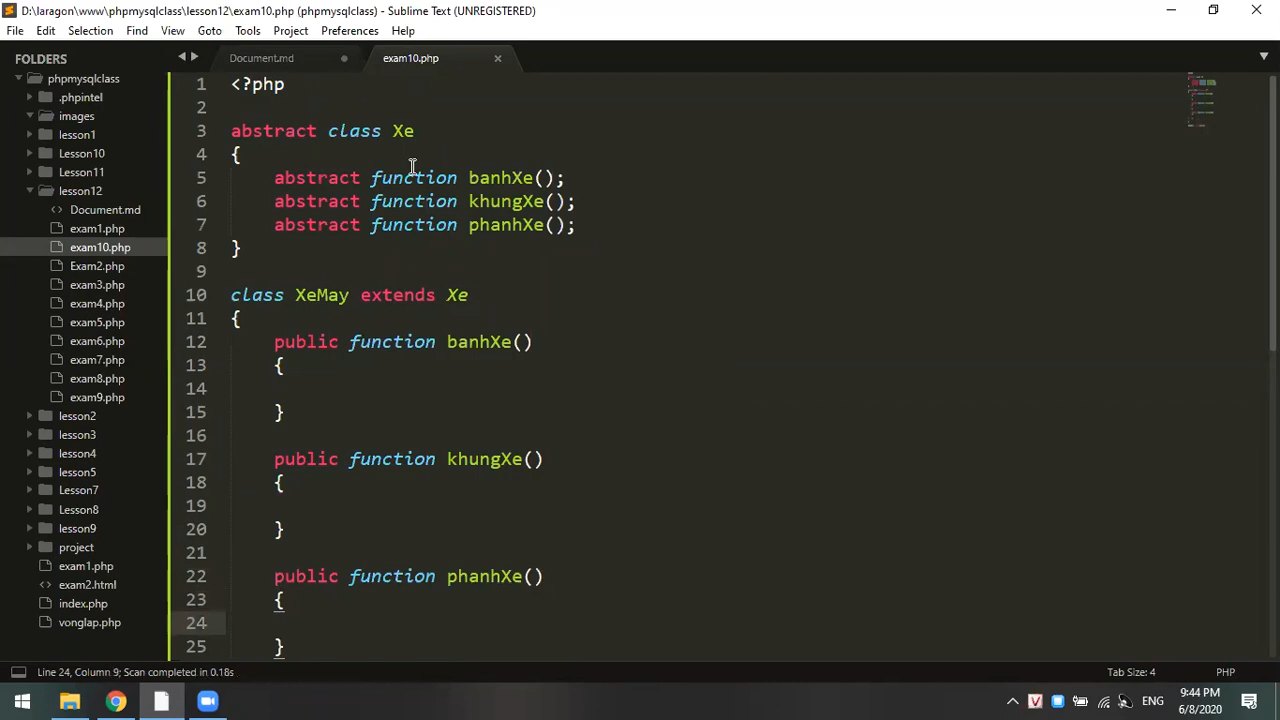 D:\laragon\www\phpmysqlclass\lesson12\exam10.php (phpmysqlclass) - Sublime Text (UNREGISTERED)
File Edit Selection Find View Goto Tools Project Preferences Help
FOLDERS
phpmysqlclass
.phpintel
images
lesson1
Lesson10
Lesson11
lesson12
Document.md
exam1.php
exam10.php
Exam2.php
exam3.php
exam4.php
exam5.php
exam6.php
exam7.php
exam8.php
exam9.php
lesson2
lesson3
lesson4
lesson5
Lesson7
Lesson8
lesson9
project
exam1.php
exam2.html
index.php
vonglap.php
Document.md exam10.php
1 <?php
2
3 abstract class Xe
4 {
5 abstract function banhXe();
6 abstract function khungXe();
7 abstract function phanhXe();
8 }
9
10 class XeMay extends Xe
11 {
12 public function banhXe()
13 {
14
15 }
16
17 public function khungXe()
18 {
19
20 }
21
22 public function phanhXe()
23 {
24
25 }
Line 24, Column 9; Scan completed in 0.18s Tab Size: 4 PHP
V ENG 9:44 PM
6/8/2020